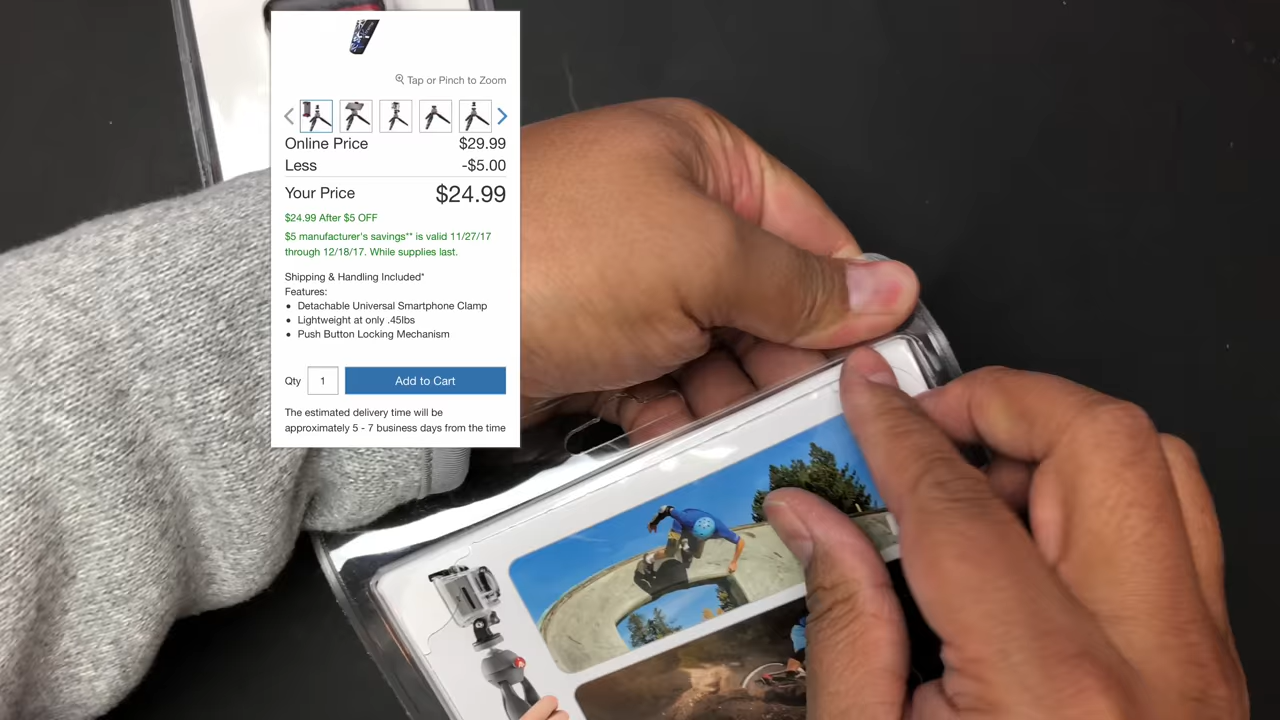 Tap or Pinch to Zoom
Online Price $29.99
Less -$5.00
Your Price $24.99
$24.99 After $5 OFF
$5 manufacturer's savings** is valid 11/27/17
through 12/18/17. While supplies last.
Shipping & Handling Included*
Features:
Detachable Universal Smartphone Clamp
Lightweight at only .45lbs
Push Button Locking Mechanism
Qty 1 Add to Cart
The estimated delivery time will be
approximately 5 - 7 business days from the time